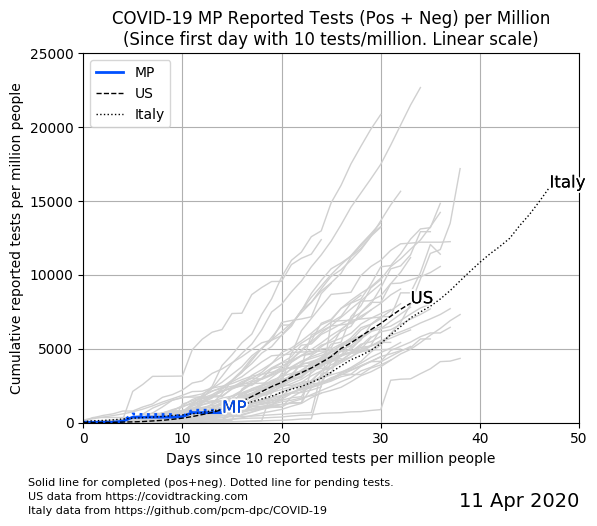 COVID-19 MP Reported Tests (Pos + Neg) per Million
(Since first day with 10 tests/million. Linear scale)
Cumulative reported tests per million people
25000
20000
15000
10000
5000
0
MP
US
Italy
Italy
US
MP
0 10 20 30 40 50
Days since 10 reported tests per million people
Solid line for completed (pos+neg). Dotted line for pending tests.
US data from https://covidtracking.com
Italy data from https://github.com/pcm-dpc/COVID-19
11 Apr 2020